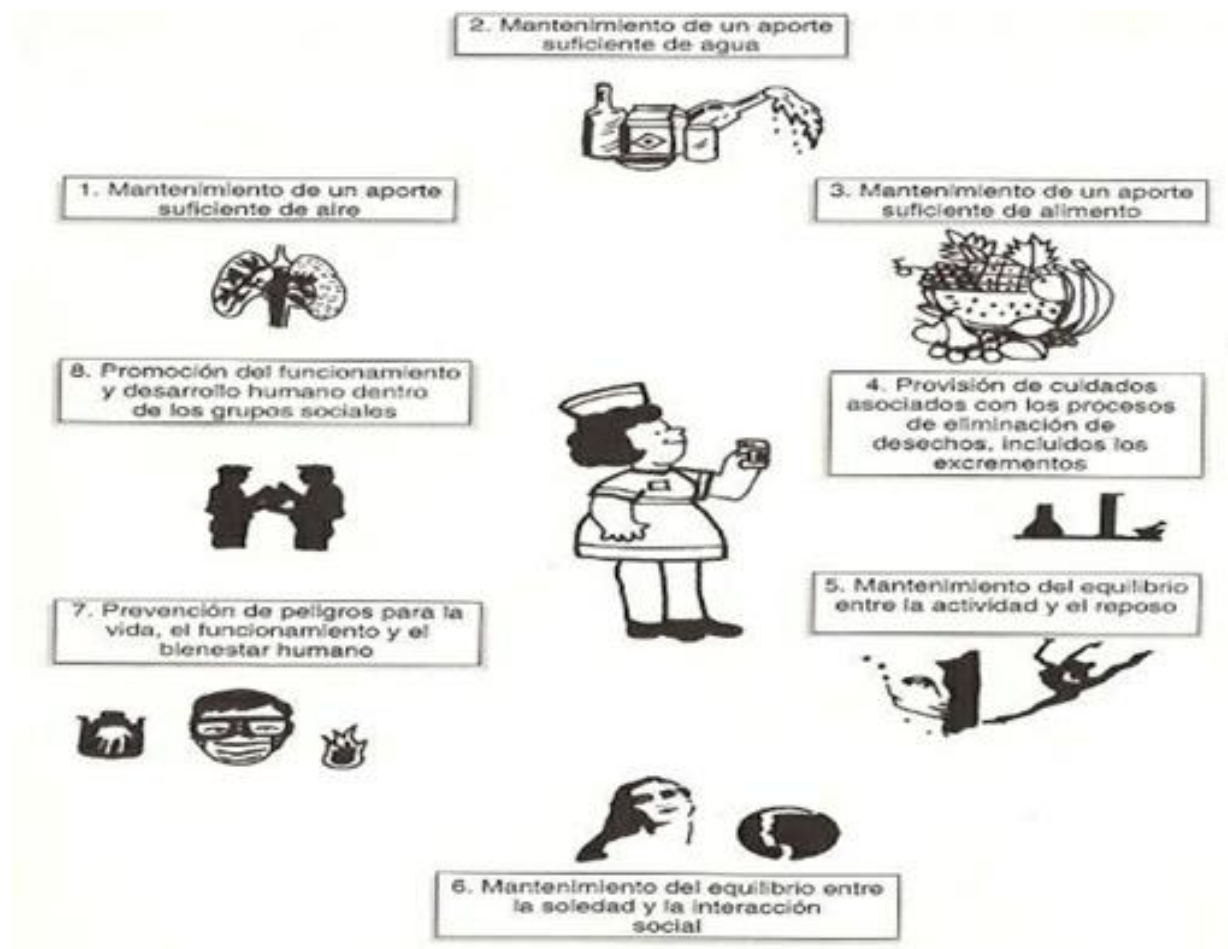 2. Mantenimiento de un aporte
suficiente de agua
1. Mantenimiento de un aporte
suficiente de aire
3. Mantenimiento de un aporte
suficiente de alimento
8. Promoción del funcionamiento
y desarrollo humano dentro
de los grupos sociales
4. Provisión de cuidados
asociados con los procesos
de eliminación de
desechos, incluidos los
excrementos
5. Mantenimiento del equilibrio
entre la actividad y el reposo
7. Prevención de peligros para la
vida, el funcionamiento y el
bienestar humano
6. Mantenimiento del equilibrio entre
la soledad y la interacción
social